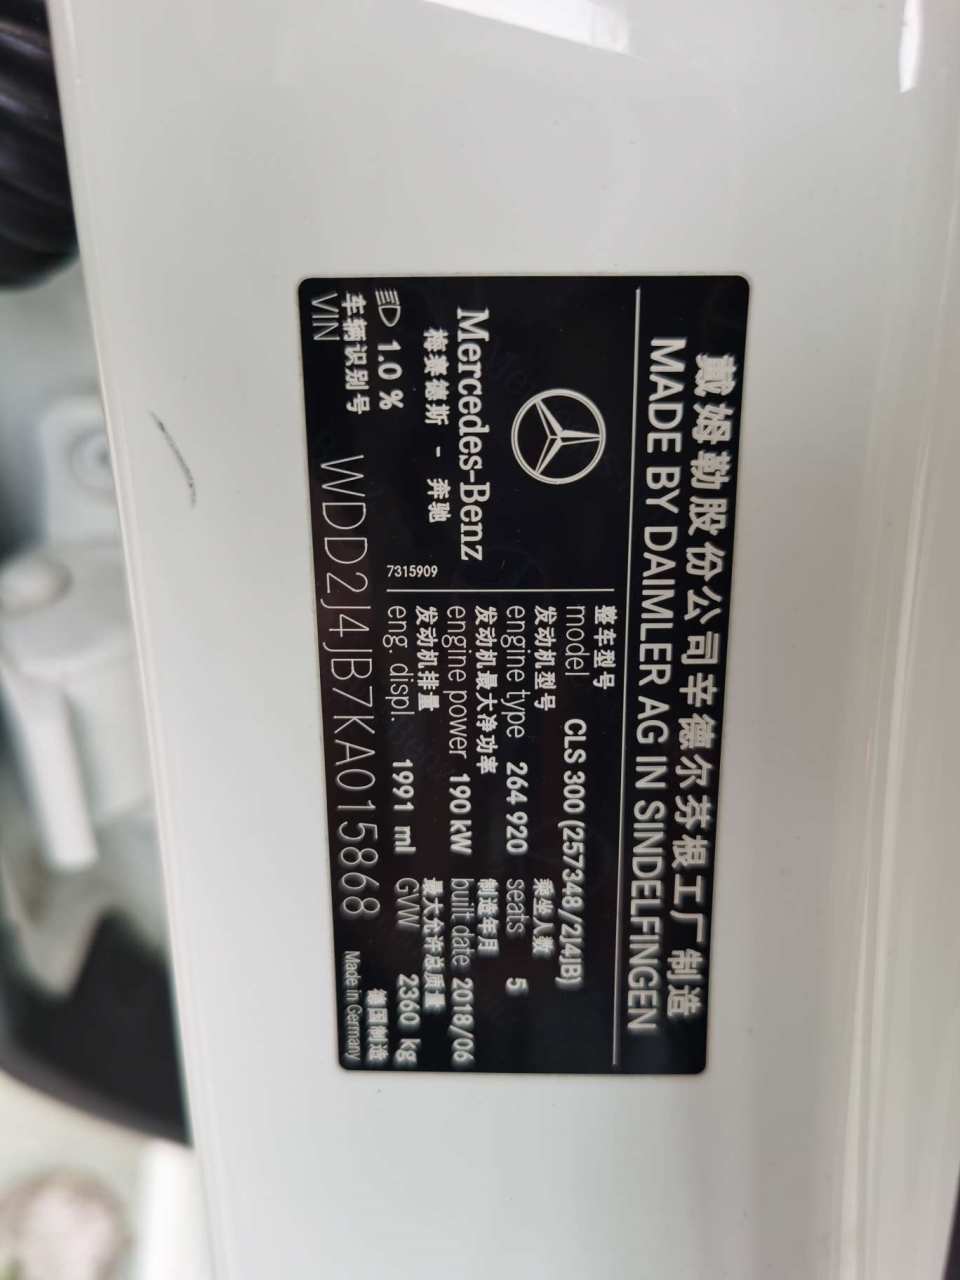 戴姆勒股份公司辛德尔芬根工厂制造
MADE BY DAIMLER AG IN SINDELFINGEN
Mercedes-Benz
梅赛德斯 - 奔驰
1.0 %
7315909
整车型号
model CLS 300 (257348/2J4JB)
发动机型号 乘坐人数
engine type 264 920 seats 5
发动机最大净功率 制造年月
engine power 190 kW built date 2018/06
发动机排量 最大允许总质量
eng. displ. 1991 ml GVW 2360 kg
车辆识别号 德国制造
VIN WDD2J4JB7KA015868 Made in Germany